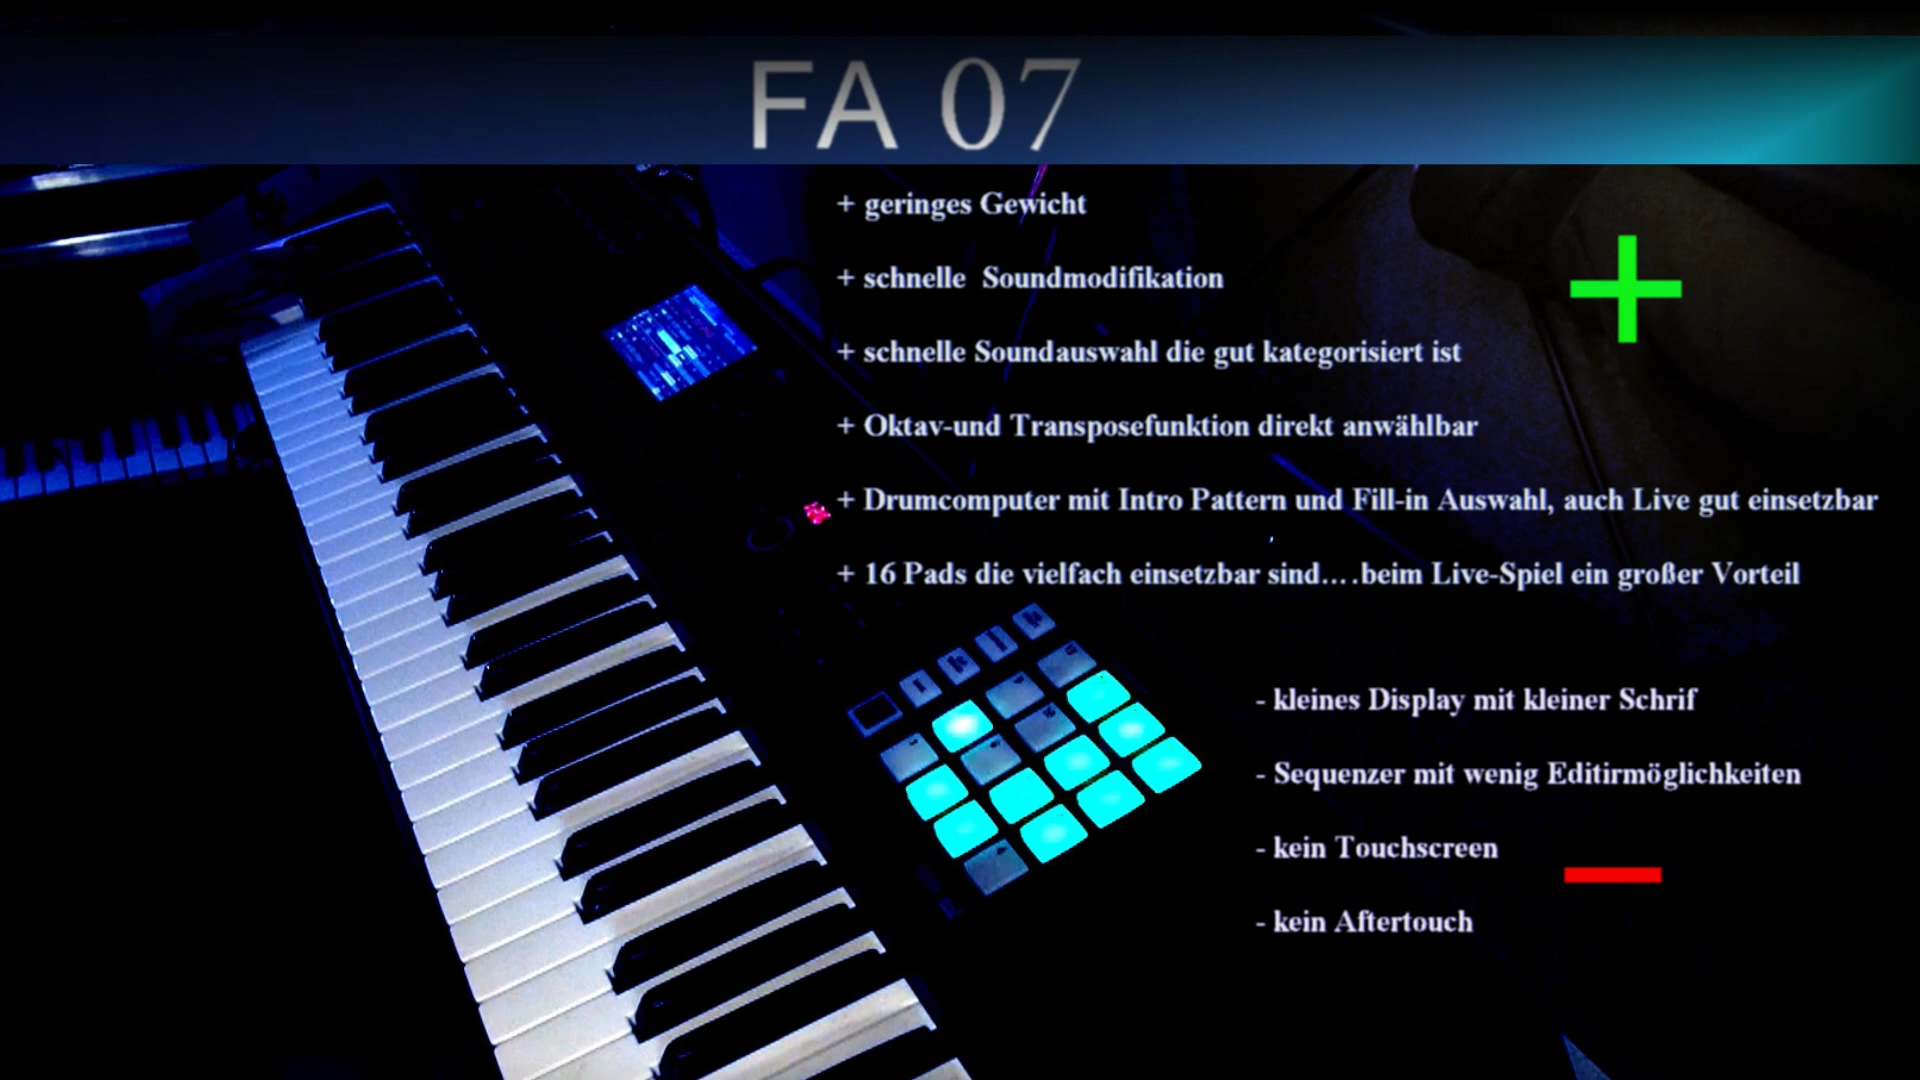 FA 07
+ geringes Gewicht
+ schnelle  Soundmodifikation
+ schnelle Soundauswahl die gut kategorisiert ist
+ Oktav-und Transposefunktion direkt anwählbar
+ Drumcomputer mit Intro Pattern und Fill-in Auswahl, auch Live gut einsetzbar
+ 16 Pads die vielfach einsetzbar sind….beim Live-Spiel ein großer Vorteil
- kleines Display mit kleiner Schrif
- Sequenzer mit wenig Editirmöglichkeiten
- kein Touchscreen
- kein Aftertouch